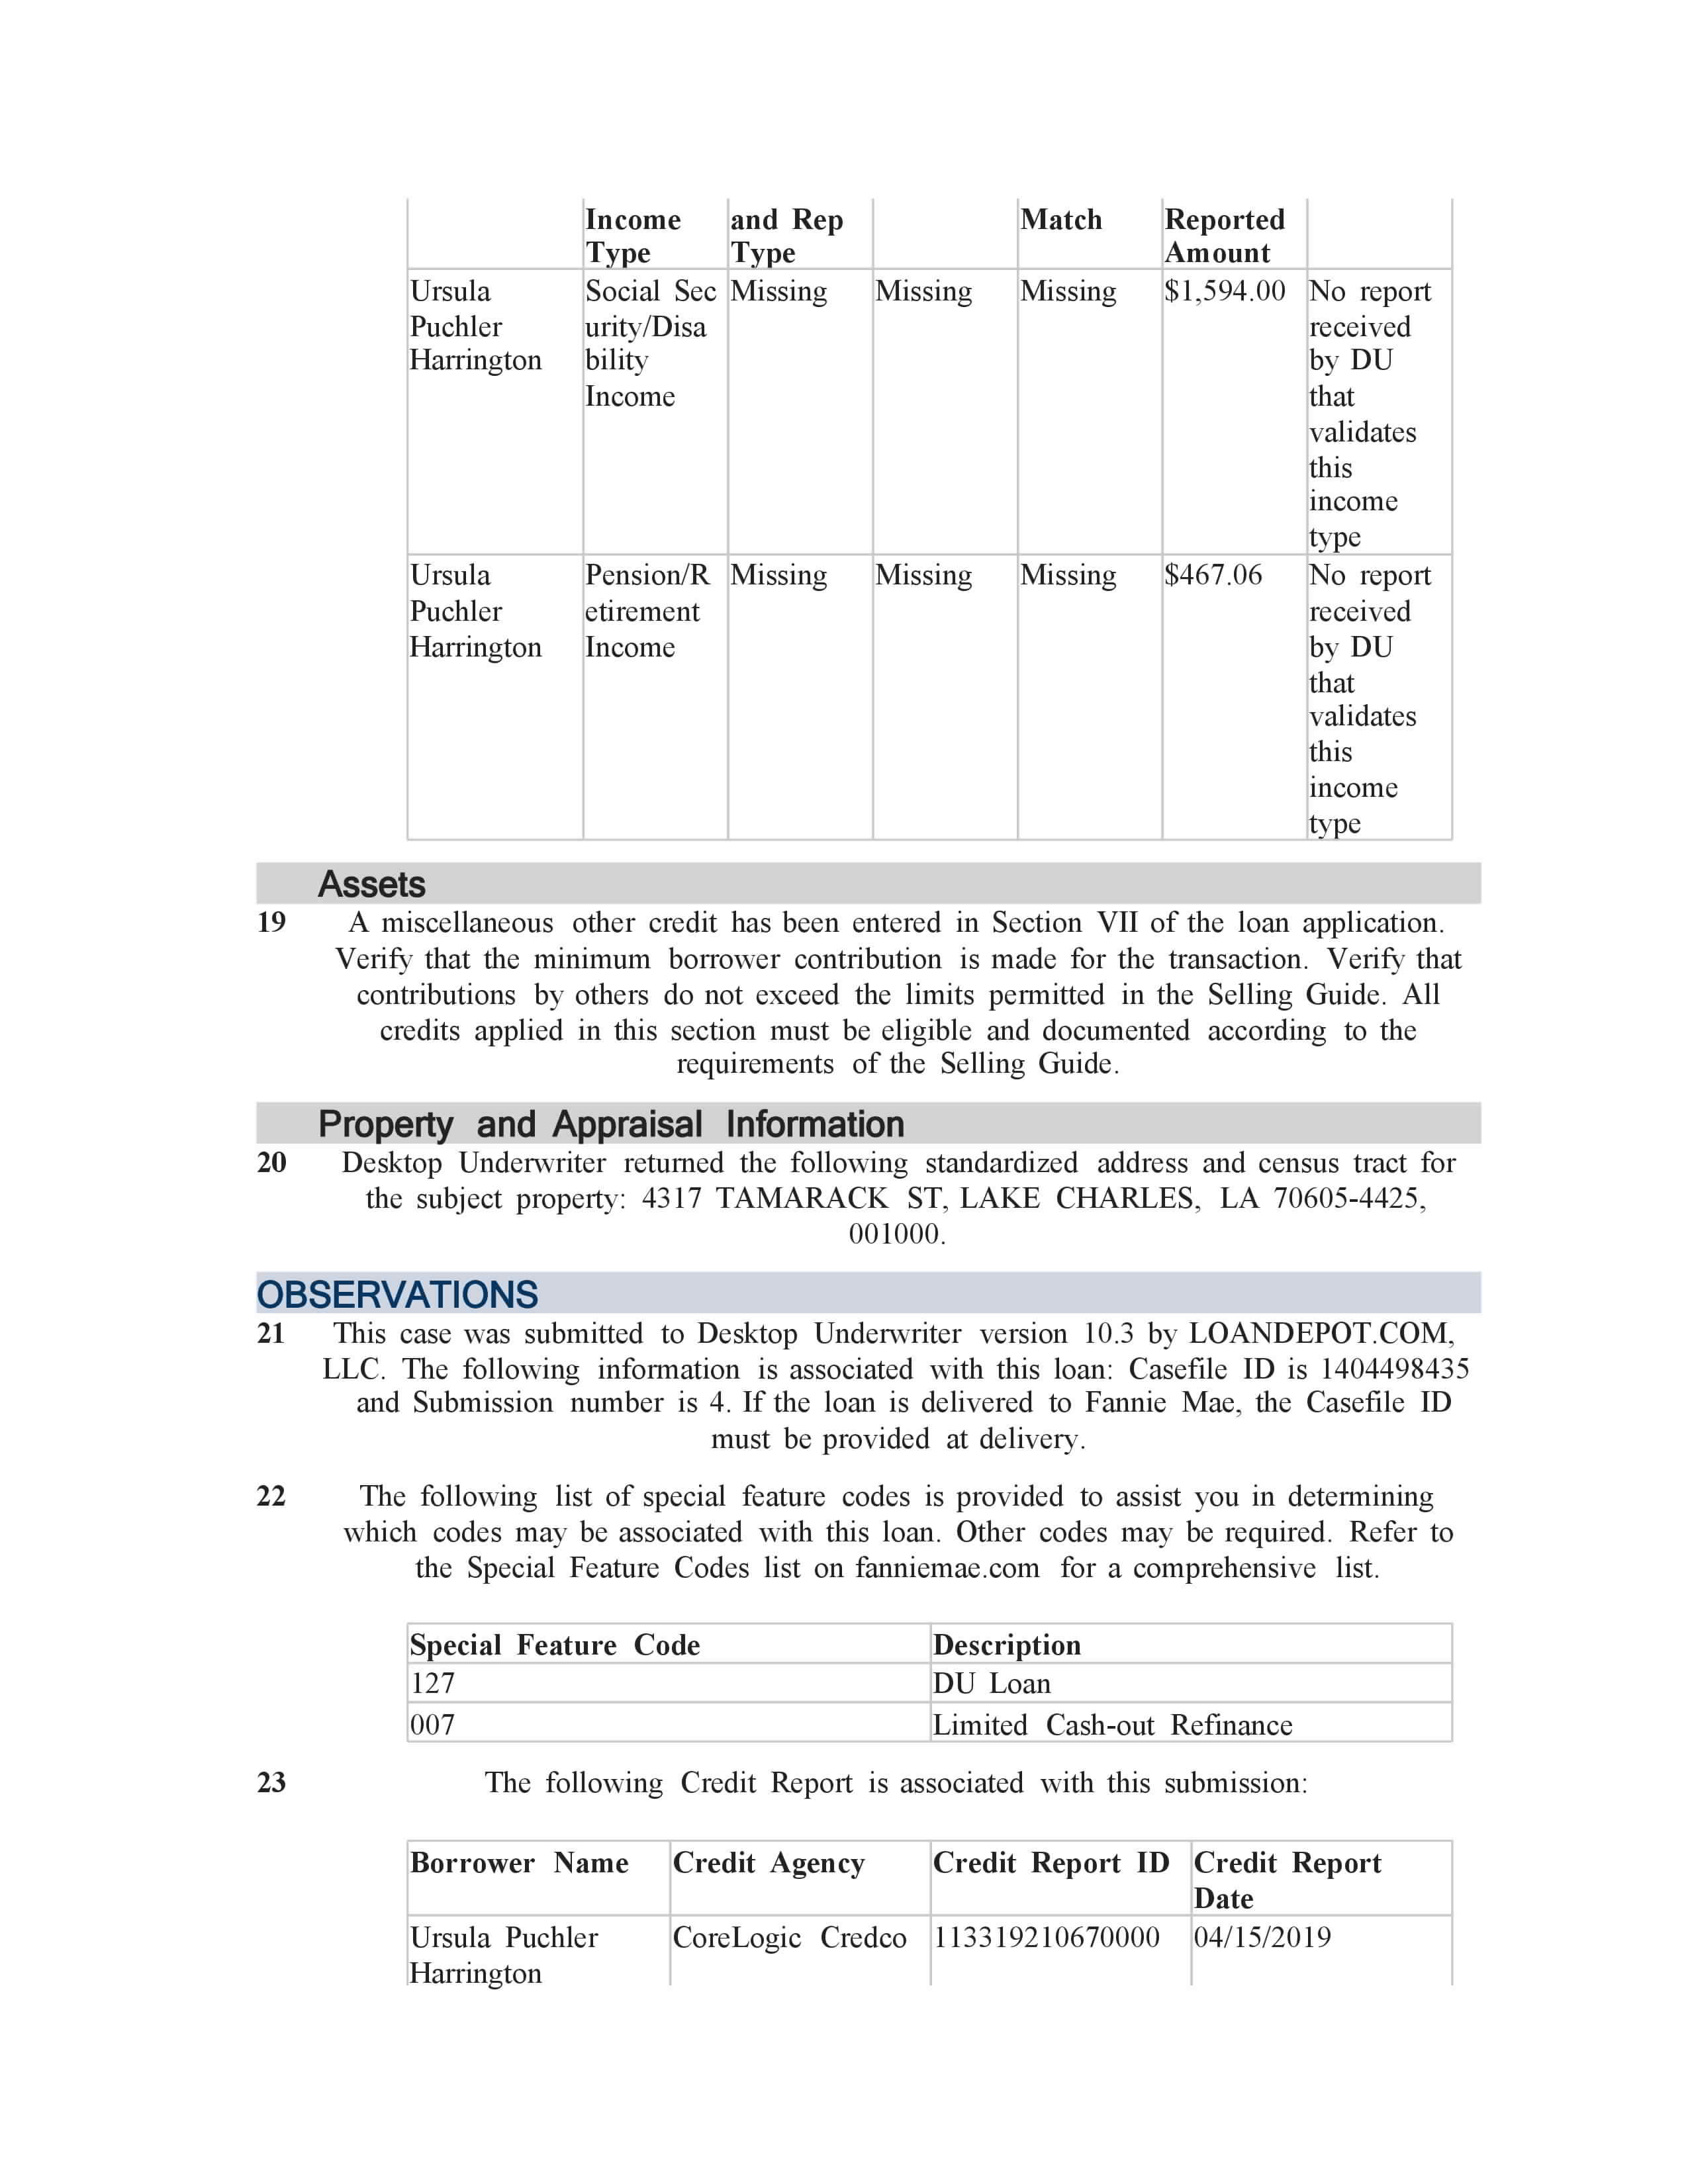 Income and Rep Match Reported
Type Type Amount
Ursula Social Sec Missing Missing Missing $1,594.00 No report
Puchler urity/Disa received
Harrington bility by DU
Income that
validates
this
income
type
Ursula Pension/R Missing Missing Missing $467.06 No report
Puchler etirement received
Harrington Income by DU
that
validates
this
income
type
Assets
19 A miscellaneous other credit has been entered in Section VII of the loan application.
Verify that the minimum borrower contribution is made for the transaction. Verify that
contributions by others do not exceed the limits permitted in the Selling Guide. All
credits applied in this section must be eligible and documented according to the
requirements of the Selling Guide.
Property and Appraisal Information
20 Desktop Underwriter returned the following standardized address and census tract for
the subject property: 4317 TAMARACK ST, LAKE CHARLES, LA 70605-4425,
001000.
OBSERVATIONS
21 This case was submitted to Desktop Underwriter version 10.3 by LOANDEPOT.COM,
LLC. The following information is associated with this loan: Casefile ID is 1404498435
and Submission number is 4. If the loan is delivered to Fannie Mae, the Casefile ID
must be provided at delivery.
22 The following list of special feature codes is provided to assist you in determining
which codes may be associated with this loan. Other codes may be required. Refer to
the Special Feature Codes list on fanniemae.com for a comprehensive list.
Special Feature Code Description
127 DU Loan
007 Limited Cash-out Refinance
23 The following Credit Report is associated with this submission:
Borrower Name Credit Agency Credit Report ID Credit Report
Date
Ursula Puchler CoreLogic Credco 113319210670000 04/15/2019
Harrington